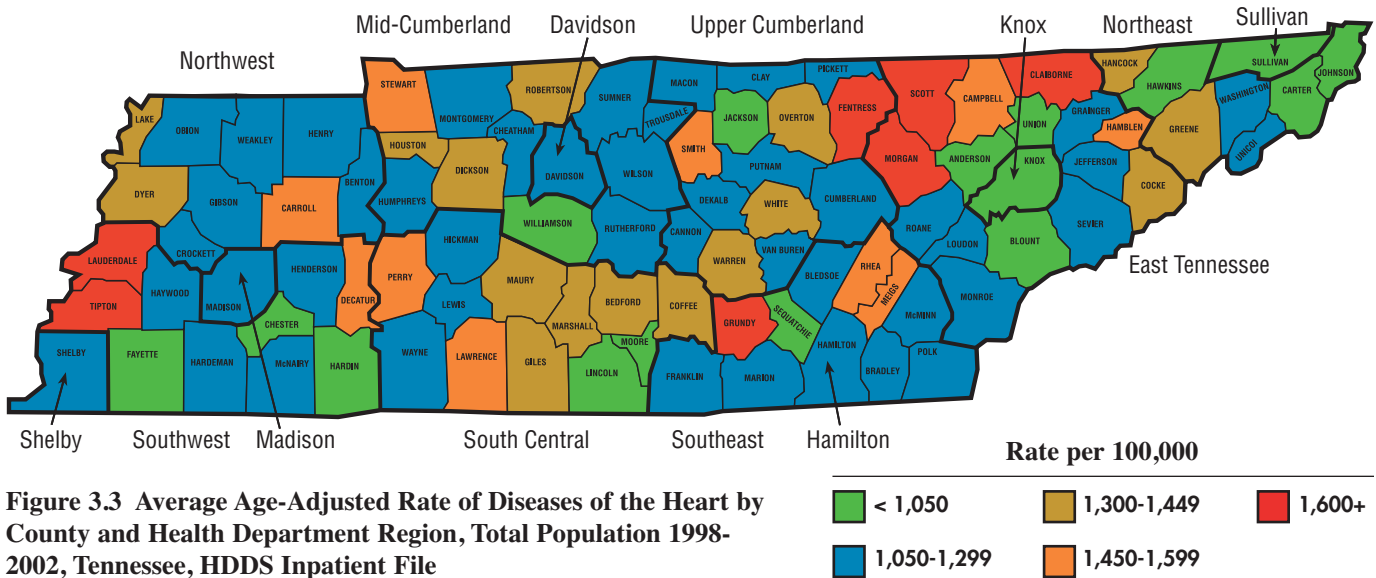 Mid-Cumberland
Davidson
Upper Cumberland
Knox
Northeast
Sullivan
Northwest
East Tennessee
Shelby
Southwest
Madison
South Central
Southeast
Hamilton
LAKE
OBION
WEAKLEY
HENRY
STEWART
MONTGOMERY
ROBERTSON
SUMNER
MACON
CLAY
PICKETT
SCOTT
CAMPBELL
CLAIBORNE
HANCOCK
HAWKINS
SULLIVAN
JOHNSON
WASHINGTON
CARTER
TROUSDALE
JACKSON
OVERTON
FENTRESS
UNION
GRAINGER
HAMBLEN
GREENE
UNICOI
HOUSTON
CHEATHAM
DICKSON
DAVIDSON
WILSON
SMITH
PUTNAM
MORGAN
ANDERSON
KNOX
JEFFERSON
COCKE
DYER
GIBSON
CARROLL
BENTON
HUMPHREYS
WILLIAMSON
RUTHERFORD
CANNON
DEKALB
WHITE
CUMBERLAND
ROANE
LOUDON
BLOUNT
SEVIER
LAUDERDALE
CROCKETT
HAYWOOD
MADISON
HENDERSON
DECATUR
PERRY
HICKMAN
LEWIS
MAURY
MARSHALL
BEDFORD
COFFEE
WARREN
VAN BUREN
BLEDSOE
RHEA
MEIGS
MCMINN
MONROE
TIPTON
CHESTER
SHELBY
FAYETTE
HARDEMAN
McNAIRY
HARDIN
WAYNE
LAWRENCE
GILES
LINCOLN
MOORE
FRANKLIN
GRUNDY
SEQUATCHIE
MARION
HAMILTON
BRADLEY
POLK
Figure 3.3 Average Age-Adjusted Rate of Diseases of the Heart by
County and Health Department Region, Total Population 1998-
2002, Tennessee, HDDS Inpatient File
Rate per 100,000
< 1,050
1,300-1,449
1,600+
1,050-1,299
1,450-1,599